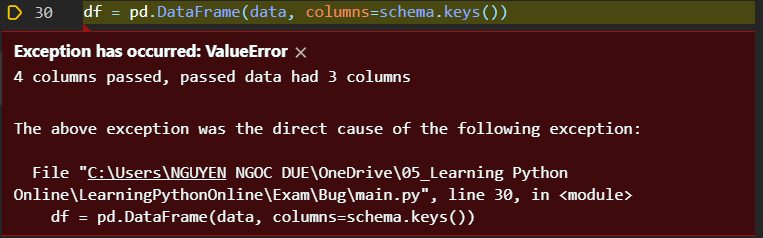 30 df = pd.DataFrame(data, columns=schema.keys())
Exception has occurred: ValueError ×
4 columns passed, passed data had 3 columns
The above exception was the direct cause of the following exception:
File "C:\Users\NGUYEN NGOC DUE\OneDrive\05_Learning Python
Online\LearningPythonOnline\Exam\Bug\main.py", line 30, in <module>
df = pd.DataFrame(data, columns=schema.keys())